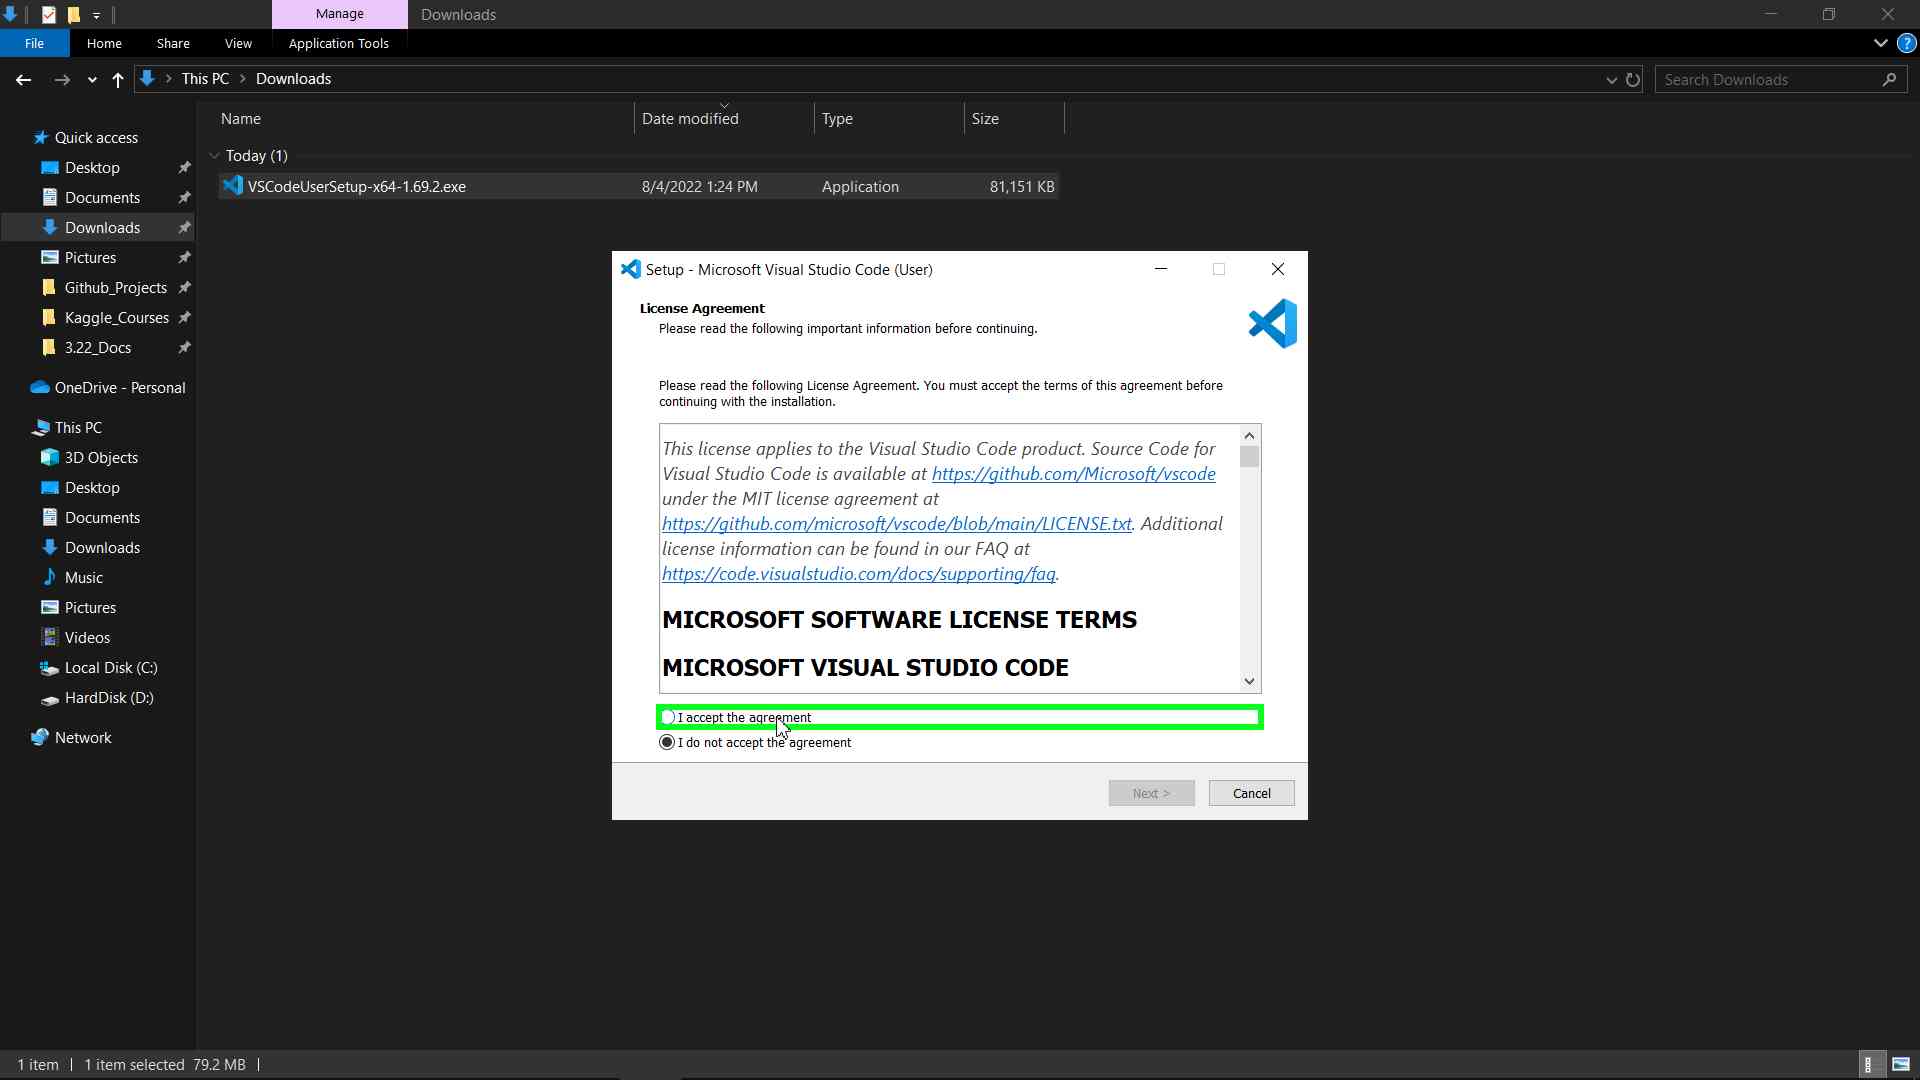 Manage
Downloads
File
Home
Share
View
Application Tools
?
This PC
Downloads
Search Downloads
Name
Date modified
Type
Size
Today (1)
VSCodeUserSetup-x64-1.69.2.exe
8/4/2022 1:24 PM
Application
81,151 KB
Quick access
Desktop
Documents
Downloads
Pictures
Github_Projects
Kaggle_Courses
3.22_Docs
OneDrive - Personal
This PC
3D Objects
Desktop
Documents
Downloads
Music
Pictures
Videos
Local Disk (C:)
HardDisk (D:)
Network
Setup - Microsoft Visual Studio Code (User)
License Agreement
Please read the following important information before continuing.
Please read the following License Agreement. You must accept the terms of this agreement before
continuing with the installation.
This license applies to the Visual Studio Code product. Source Code for
Visual Studio Code is available at https://github.com/Microsoft/vscode
under the MIT license agreement at
https://github.com/microsoft/vscode/blob/main/LICENSE.txt. Additional
license information can be found in our FAQ at
https://code.visualstudio.com/docs/supporting/faq.
MICROSOFT SOFTWARE LICENSE TERMS
MICROSOFT VISUAL STUDIO CODE
I accept the agreement
I do not accept the agreement
Next >
Cancel
1 item
1 item selected 79.2 MB